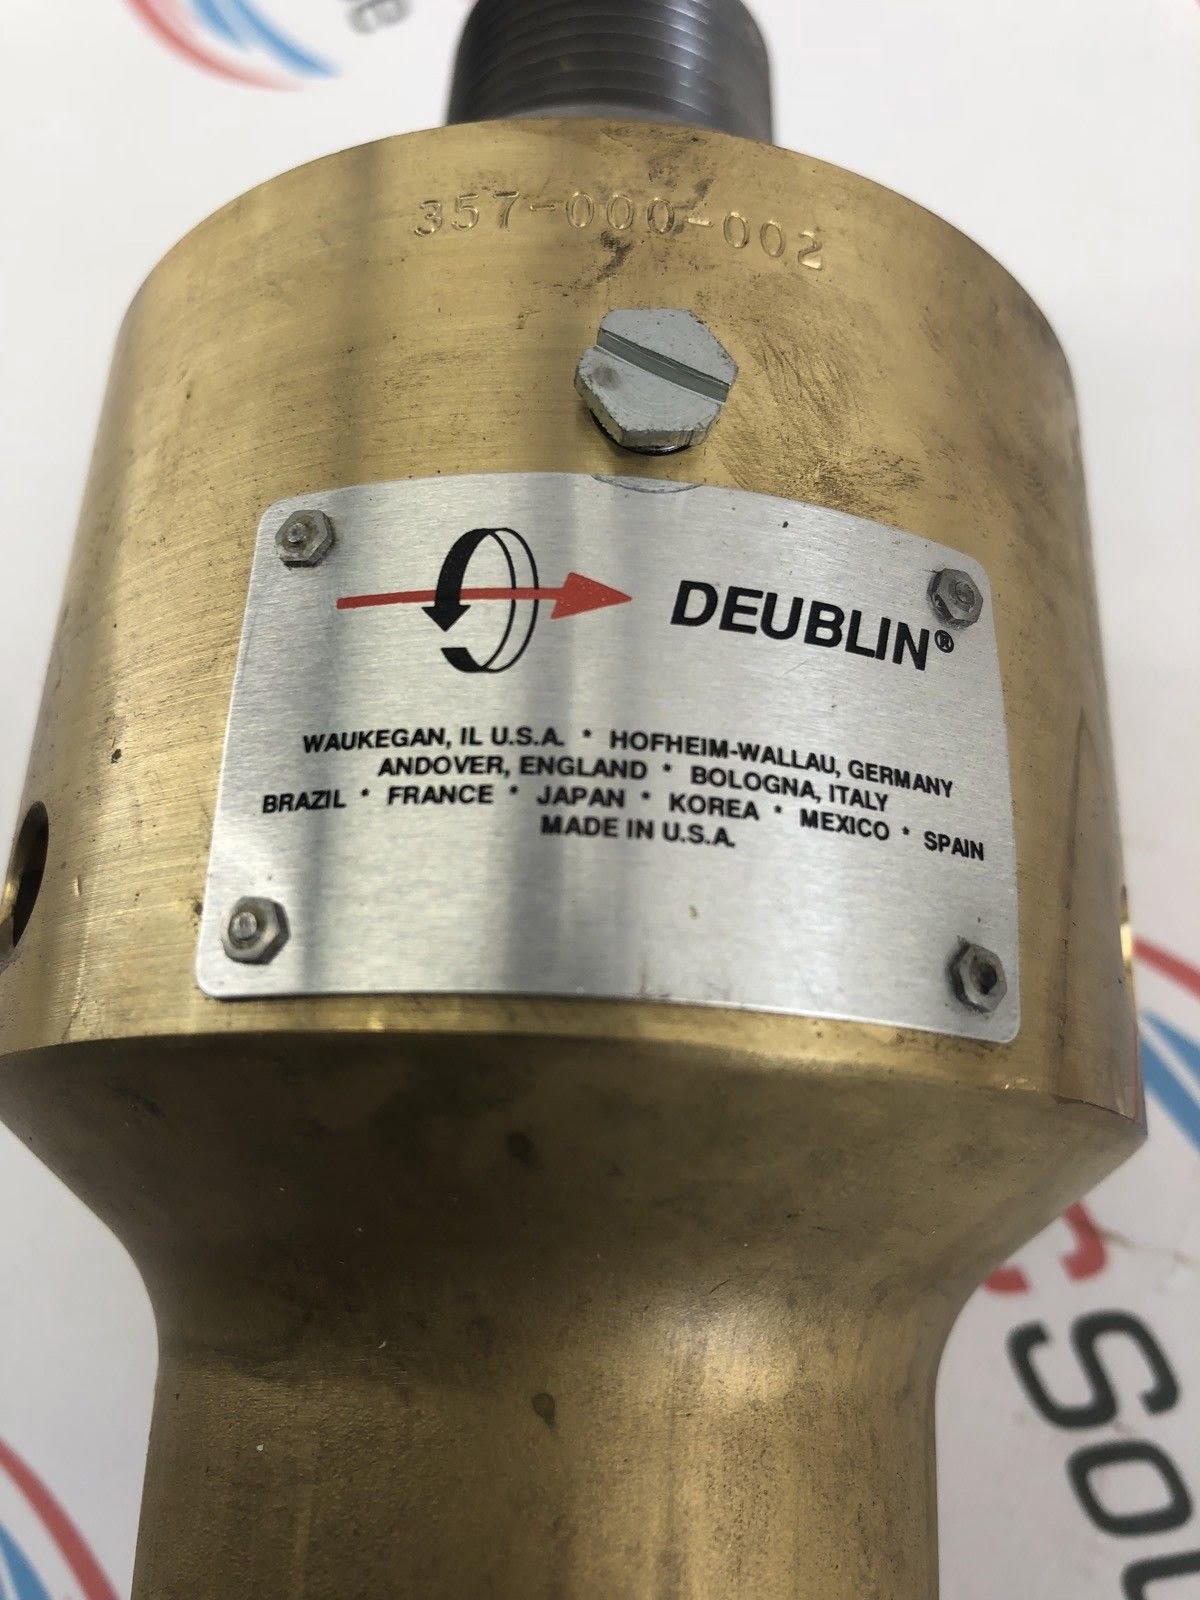 357-000-002
DEUBLIN®
WAUKEGAN, IL U.S.A. * HOFHEIM-WALLAU, GERMANY
ANDOVER, ENGLAND * BOLOGNA, ITALY
BRAZIL * FRANCE * JAPAN * KOREA * MEXICO * SPAIN
MADE IN U.S.A.